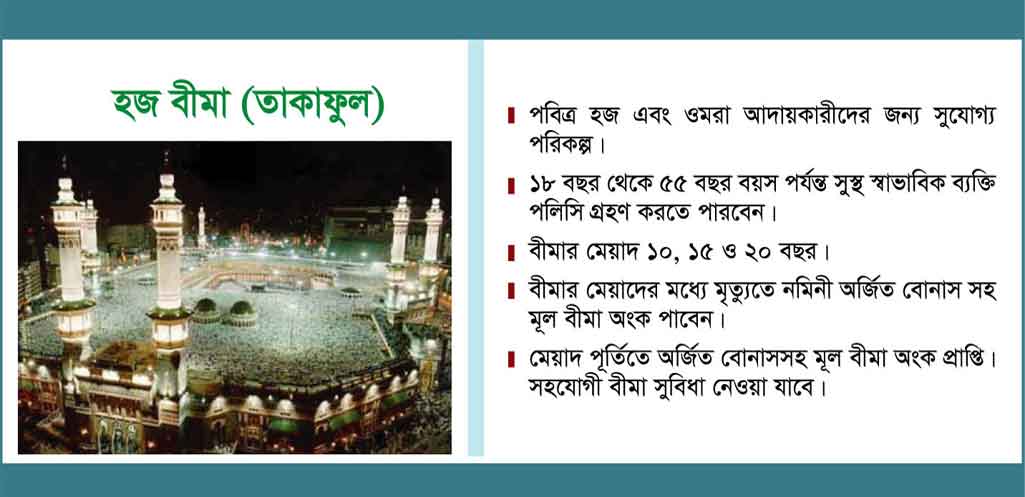 হজ বীমা (তাকাফুল)
পবিত্র হজ এবং ওমরা আদায়কারীদের জন্য সুযোগ্য
পরিকল্প।
১৮ বছর থেকে ৫৫ বছর বয়স পর্যন্ত সুস্থ স্বাভাবিক ব্যক্তি
পলিসি গ্রহণ করতে পারবেন।
বীমার মেয়াদ ১০, ১৫ ও ২০ বছর।
বীমার মেয়াদের মধ্যে মৃত্যুতে নমিনী অর্জিত বোনাস সহ
মূল বীমা অংক পাবেন।
মেয়াদ পূর্তিতে অর্জিত বোনাসসহ মূল বীমা অংক প্রাপ্তি।
সহযোগী বীমা সুবিধা নেওয়া যাবে।